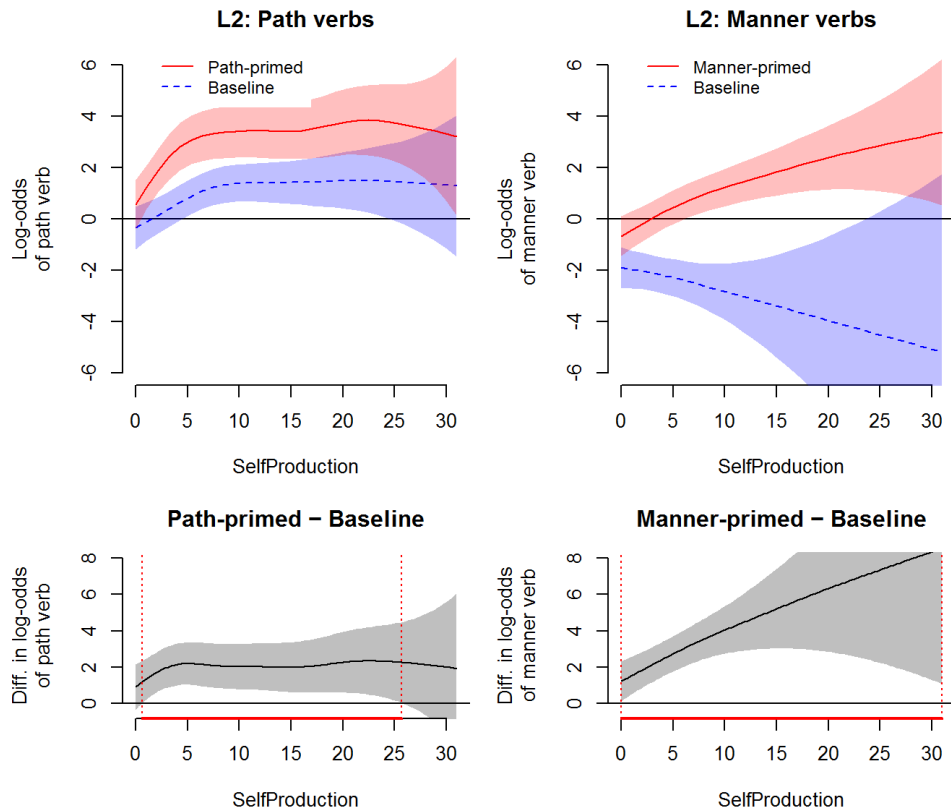 L2: Path verbs
Log-odds
of path verb
6
4
2
0
-2
-4
-6
Path-primed
Baseline
0 5 10 15 20 25 30
SelfProduction
L2: Manner verbs
Log-odds
of manner verb
6
4
2
0
-2
-4
-6
Manner-primed
Baseline
0 5 10 15 20 25 30
SelfProduction
Path-primed − Baseline
Diff. in log-odds
of path verb
8
6
4
2
0
0 5 10 15 20 25 30
SelfProduction
Manner-primed − Baseline
Diff. in log-odds
of manner verb
8
6
4
2
0
0 5 10 15 20 25 30
SelfProduction